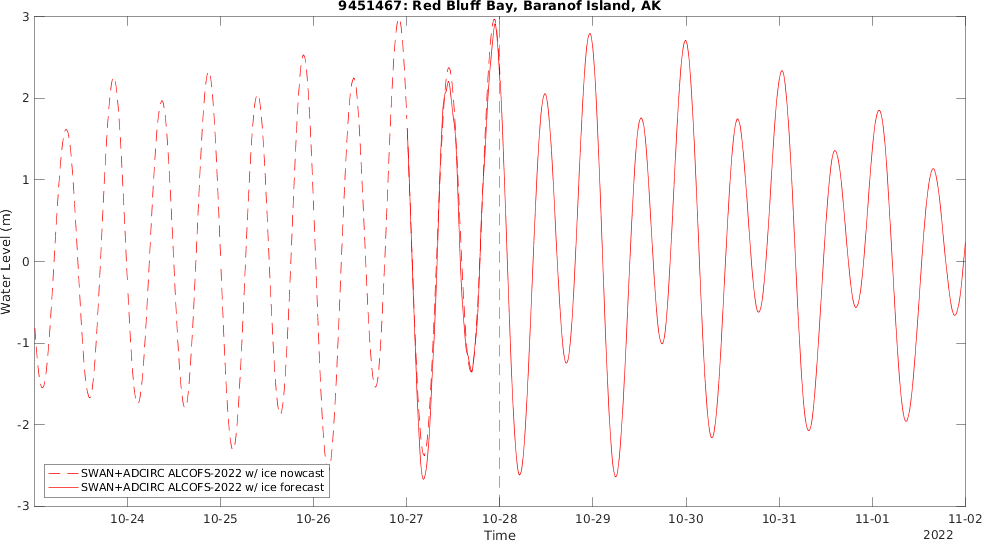 9451467: Red Bluff Bay, Baranof Island, AK
3
2
1
0
-1
-2
-3
Water Level (m)
SWAN+ADCIRC ALCOFS-2022 w/ ice nowcast
SWAN+ADCIRC ALCOFS-2022 w/ ice forecast
10-24 10-25 10-26 10-27 10-28 10-29 10-30 10-31 11-01 11-02
Time
2022